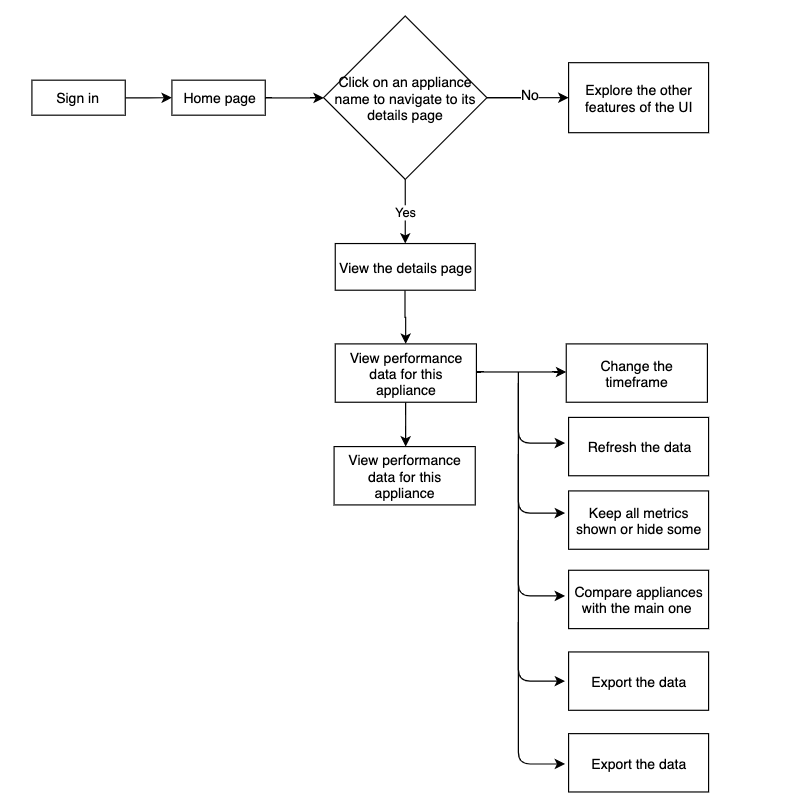 Sign in
Home page
Click on an appliance
name to navigate to its
details page
No
Explore the other
features of the UI
Yes
View the details page
View performance
data for this
appliance
Change the
timeframe
Refresh the data
View performance
data for this
appliance
Keep all metrics
shown or hide some
Compare appliances
with the main one
Export the data
Export the data